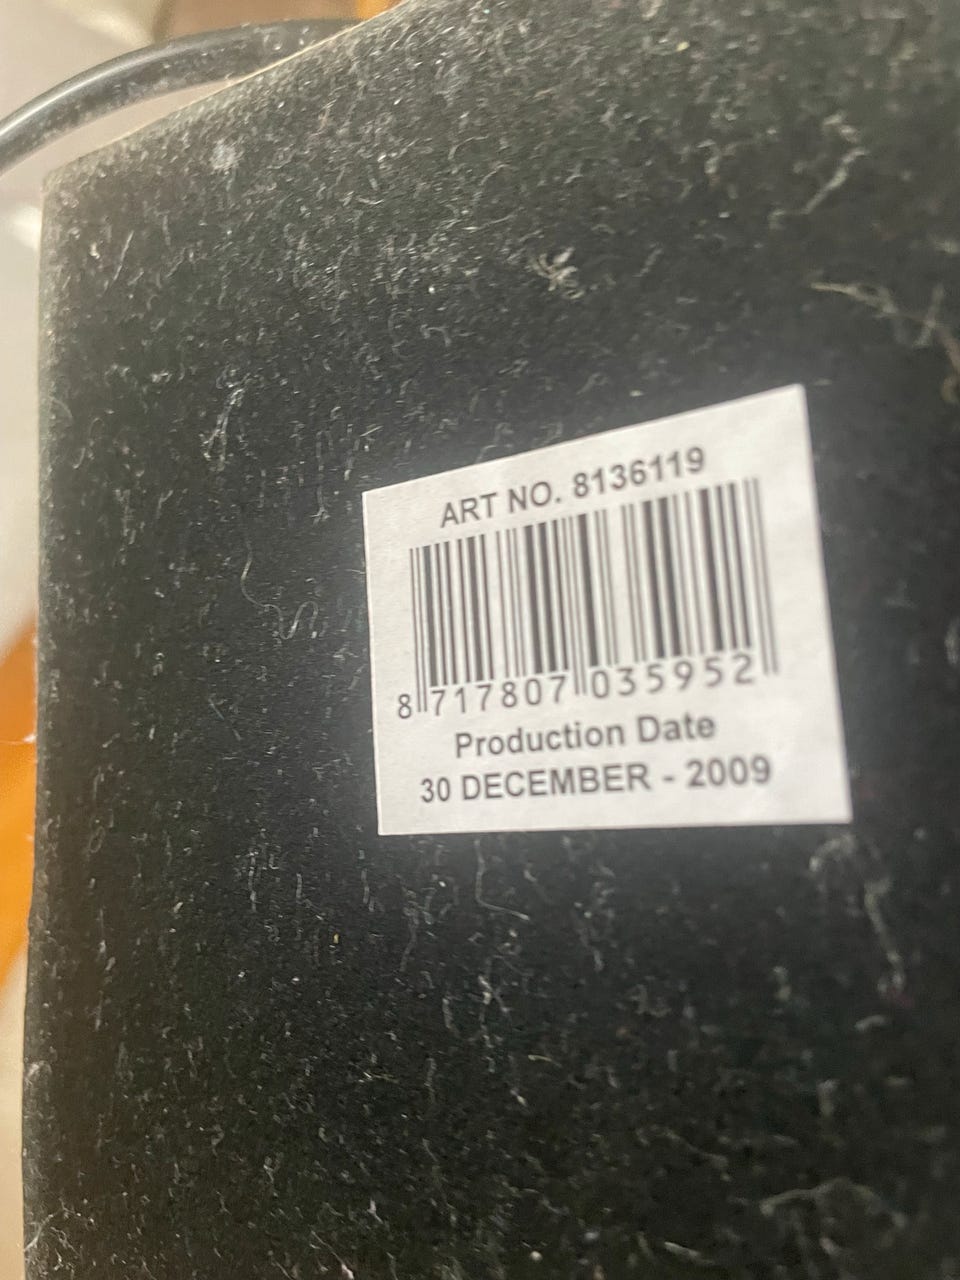 ART NO. 8136119
8 717807 035952
Production Date
30 DECEMBER - 2009